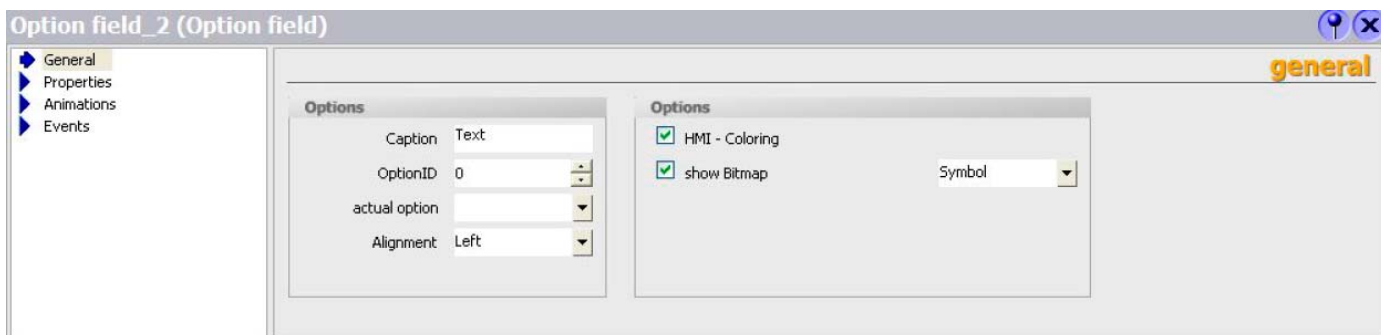 Option field_2 (Option field)
General
Properties
Animations
Events
general
Options
Caption Text
OptionID 0
actual option
Alignment Left
Options
HMI - Coloring
show Bitmap Symbol